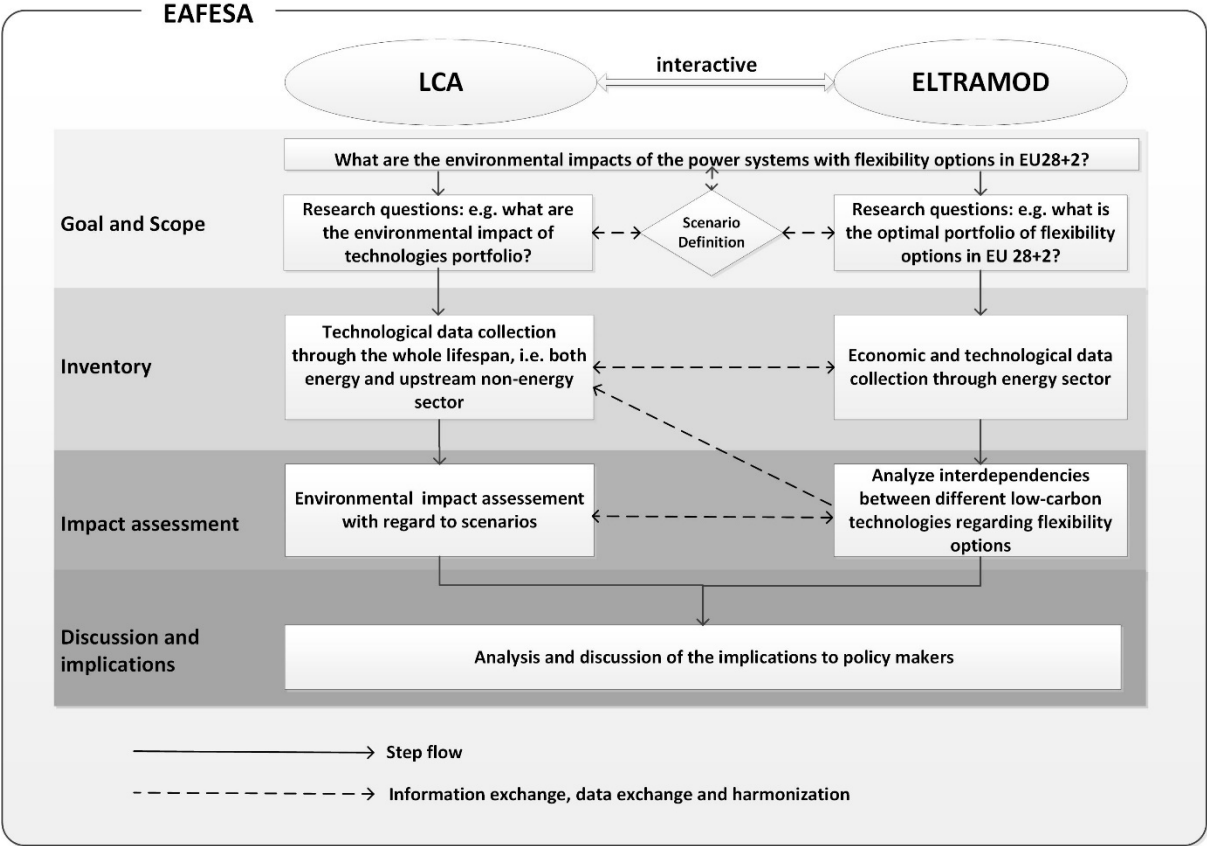 EAFESA
LCA
interactive
ELTRAMOD
What are the environmental impacts of the power systems with flexibility options in EU28+2?
Goal and Scope
Research questions: e.g. what are
the environmental impact of
technologies portfolio?
Scenario
Definition
Research questions: e.g. what is
the optimal portfolio of flexibility
options in EU 28+2?
Inventory
Technological data collection
through the whole lifespan, i.e. both
energy and upstream non-energy
sector
Economic and technological data
collection through energy sector
Impact assessment
Environmental impact assessement
with regard to scenarios
Analyze interdependencies
between different low-carbon
technologies regarding flexibility
options
Discussion and
implications
Analysis and discussion of the implications to policy makers
Step flow
Information exchange, data exchange and harmonization